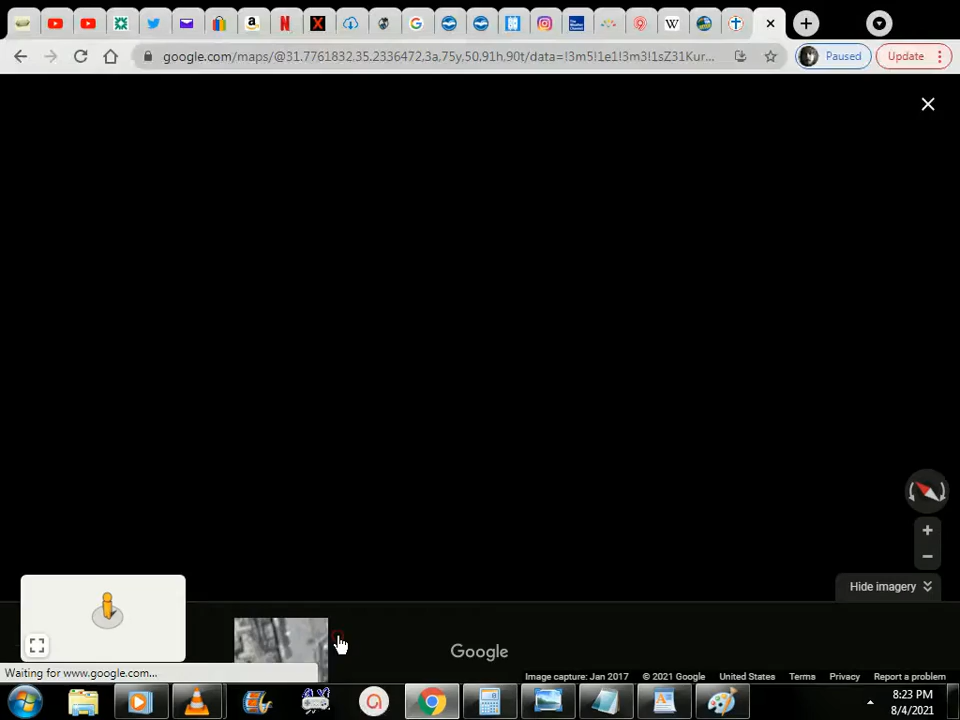 google.com/maps/@31.7761832,35.2336472,3a,75y,50.91h,90t/data=!3m5!1e1!3m3!1sZ31Kur...
Paused
Update
Hide imagery
Google
Waiting for www.google.com...
Image capture: Jan 2017 © 2021 Google United States Terms Privacy Report a problem
8:23 PM
8/4/2021